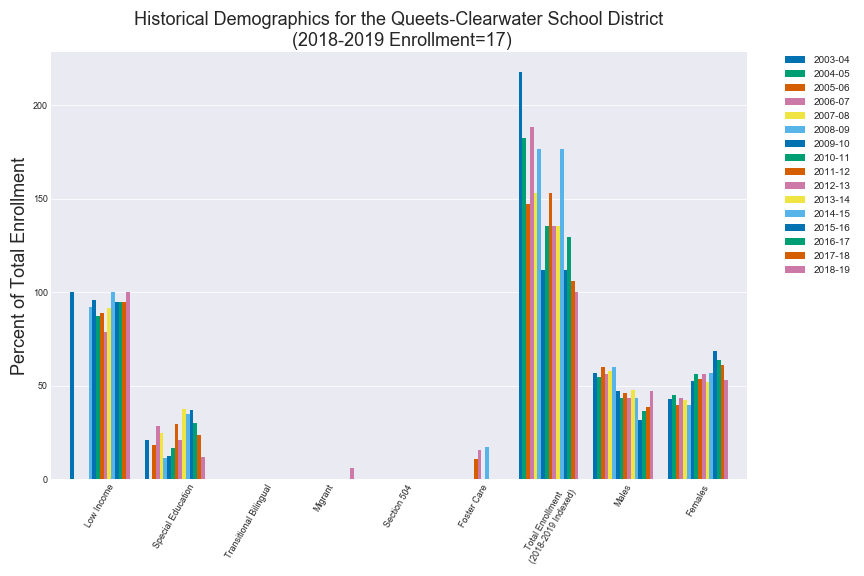 Historical Demographics for the Queets-Clearwater School District
(2018-2019 Enrollment=17)
Percent of Total Enrollment
200
150
100
50
0
Low Income
Special Education
Transitional Bilingual
Migrant
Section 504
Foster Care
Total Enrollment
(2018-2019 Indexed)
Males
Females
2003-04
2004-05
2005-06
2006-07
2007-08
2008-09
2009-10
2010-11
2011-12
2012-13
2013-14
2014-15
2015-16
2016-17
2017-18
2018-19